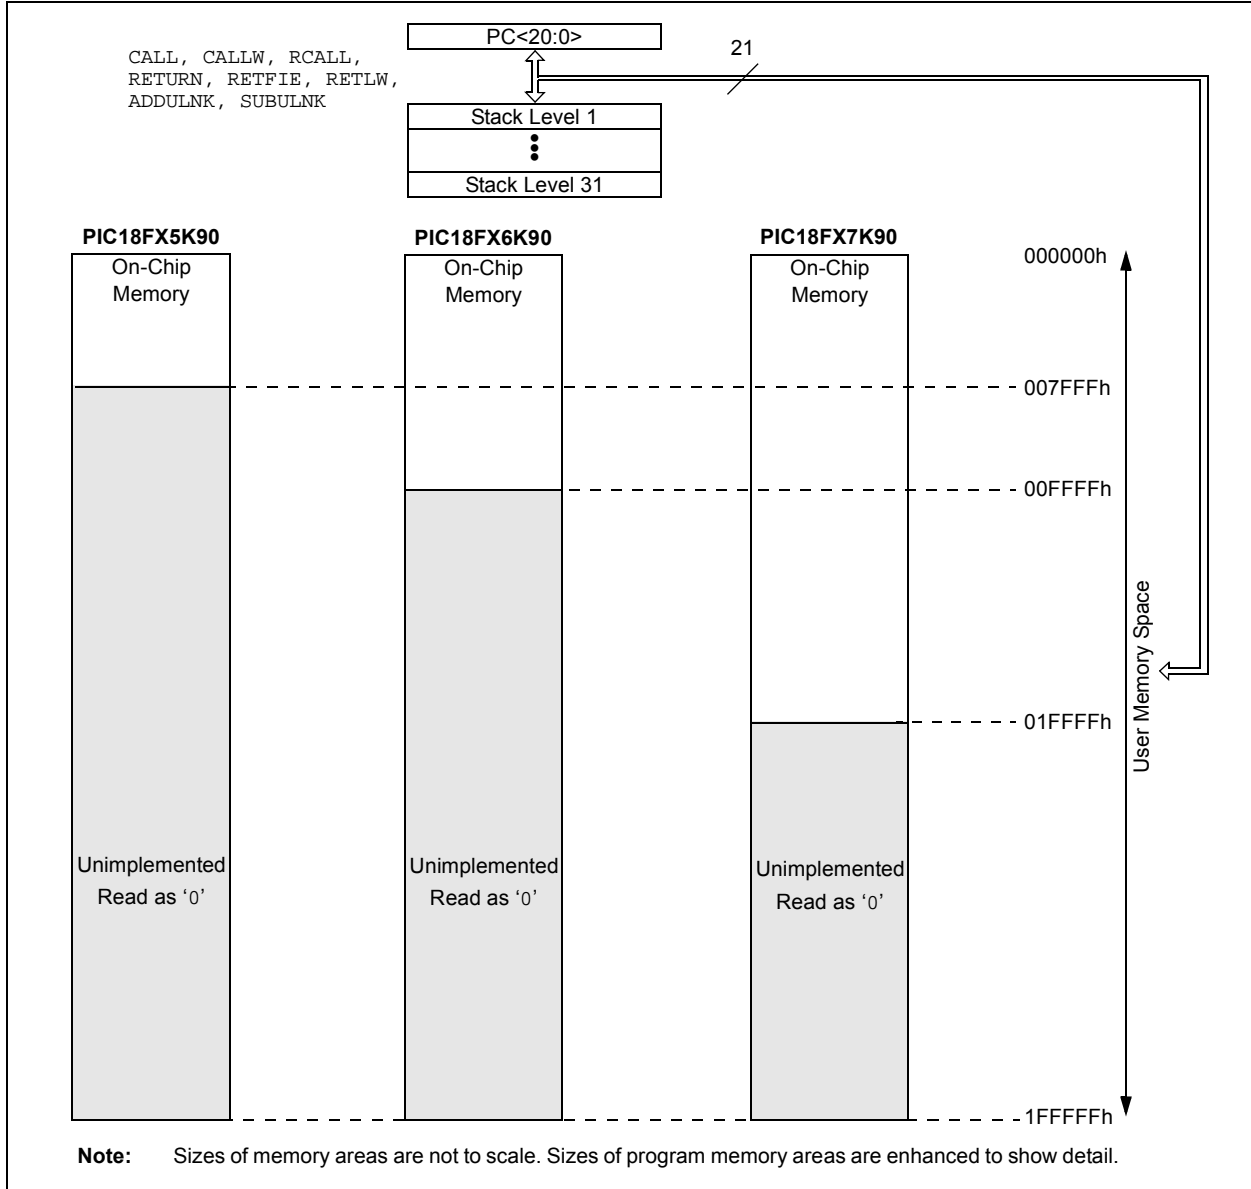 PC<20:0>
21
CALL, CALLW, RCALL,
RETURN, RETFIE, RETLW,
ADDULNK, SUBULNK
Stack Level 1
Stack Level 31
PIC18FX5K90
PIC18FX6K90
PIC18FX7K90
On-Chip
Memory
On-Chip
Memory
On-Chip
Memory
000000h
007FFFh
00FFFFh
01FFFFh
User Memory Space
Unimplemented
Read as ‘0’
Unimplemented
Read as ‘0’
Unimplemented
Read as ‘0’
1FFFFFh
Note: Sizes of memory areas are not to scale. Sizes of program memory areas are enhanced to show detail.